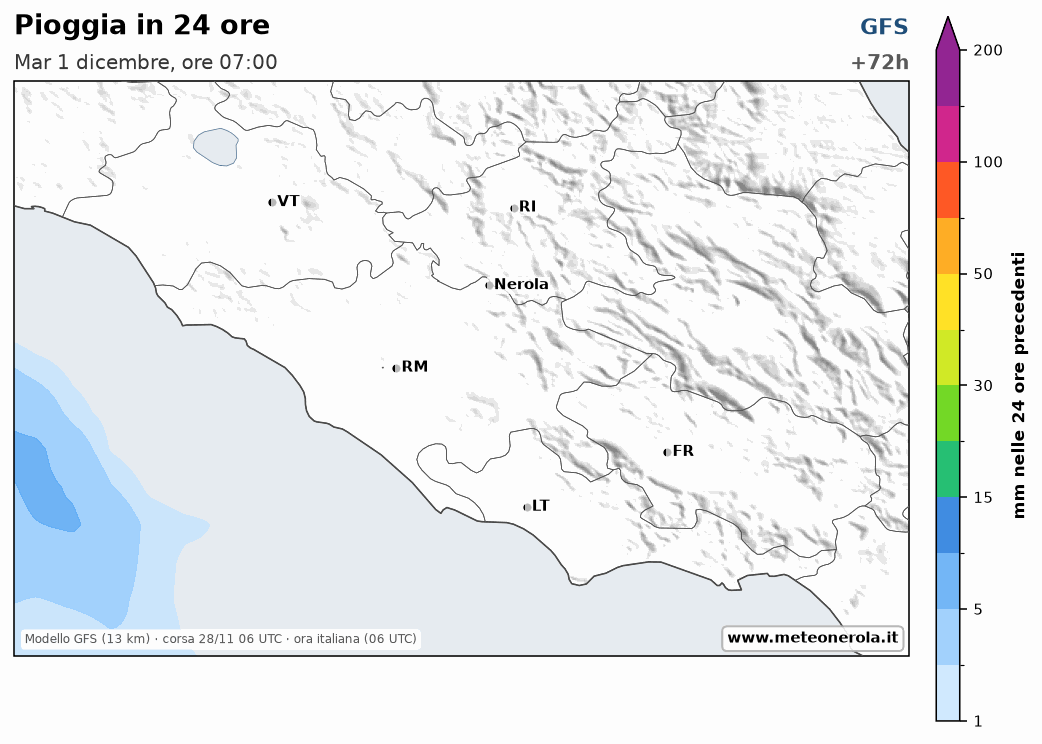 Pioggia in 24 ore
GFS
Mar 1 dicembre, ore 07:00
+72h
200
100
50
30
15
5
1
mm nelle 24 ore precedenti
VT
RI
Nerola
RM
FR
LT
Modello GFS (13 km) · corsa 28/11 06 UTC · ora italiana (06 UTC)
www.meteonerola.it